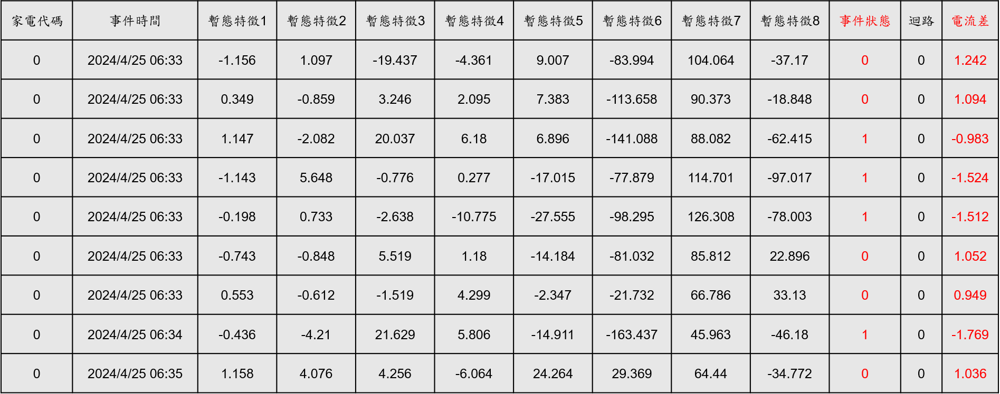 家電代碼 事件時間 暫態特徵1 暫態特徵2 暫態特徵3 暫態特徵4 暫態特徵5 暫態特徵6 暫態特徵7 暫態特徵8 事件狀態 迴路 電流差
0 2024/4/25 06:33 -1.156 1.097 -19.437 -4.361 9.007 -83.994 104.064 -37.17 0 0 1.242
0 2024/4/25 06:33 0.349 -0.859 3.246 2.095 7.383 -113.658 90.373 -18.848 0 0 1.094
0 2024/4/25 06:33 1.147 -2.082 20.037 6.18 6.896 -141.088 88.082 -62.415 1 0 -0.983
0 2024/4/25 06:33 -1.143 5.648 -0.776 0.277 -17.015 -77.879 114.701 -97.017 1 0 -1.524
0 2024/4/25 06:33 -0.198 0.733 -2.638 -10.775 -27.555 -98.295 126.308 -78.003 1 0 -1.512
0 2024/4/25 06:33 -0.743 -0.848 5.519 1.18 -14.184 -81.032 85.812 22.896 0 0 1.052
0 2024/4/25 06:33 0.553 -0.612 -1.519 4.299 -2.347 -21.732 66.786 33.13 0 0 0.949
0 2024/4/25 06:34 -0.436 -4.21 21.629 5.806 -14.911 -163.437 45.963 -46.18 1 0 -1.769
0 2024/4/25 06:35 1.158 4.076 4.256 -6.064 24.264 29.369 64.44 -34.772 0 0 1.036